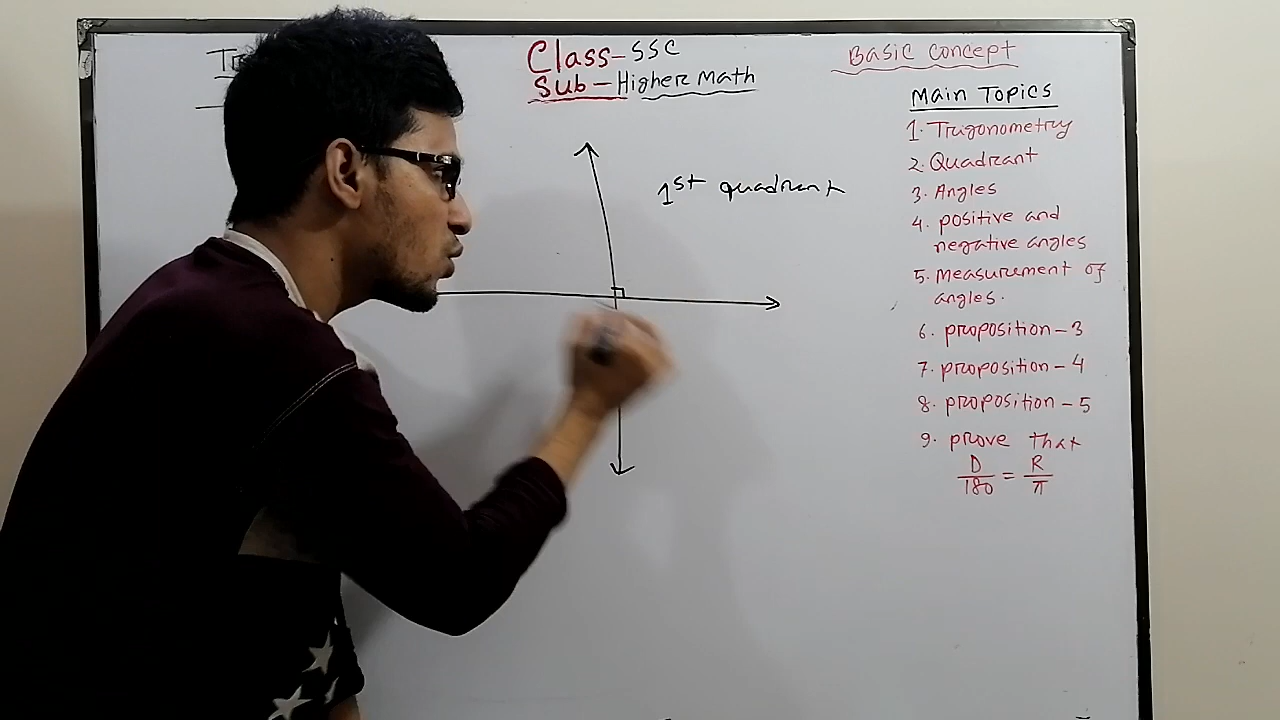 Class-SSC
Sub-Higher Math
Basic Concept
Main Topics
1. Trigonometry
2. Quadrant
3. Angles
4. positive and
negative angles
5. Measurement of
angles.
6. proposition-3
7. proposition-4
8. proposition-5
9. prove that
D/180 = R/π
1st quadrant